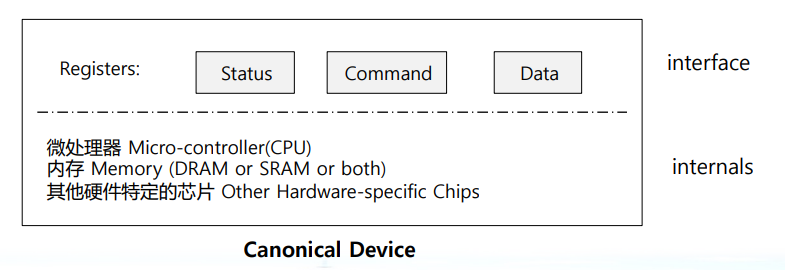 Registers: Status Command Data interface
微处理器 Micro-controller(CPU)
内存 Memory (DRAM or SRAM or both) internals
其他硬件特定的芯片 Other Hardware-specific Chips
Canonical Device